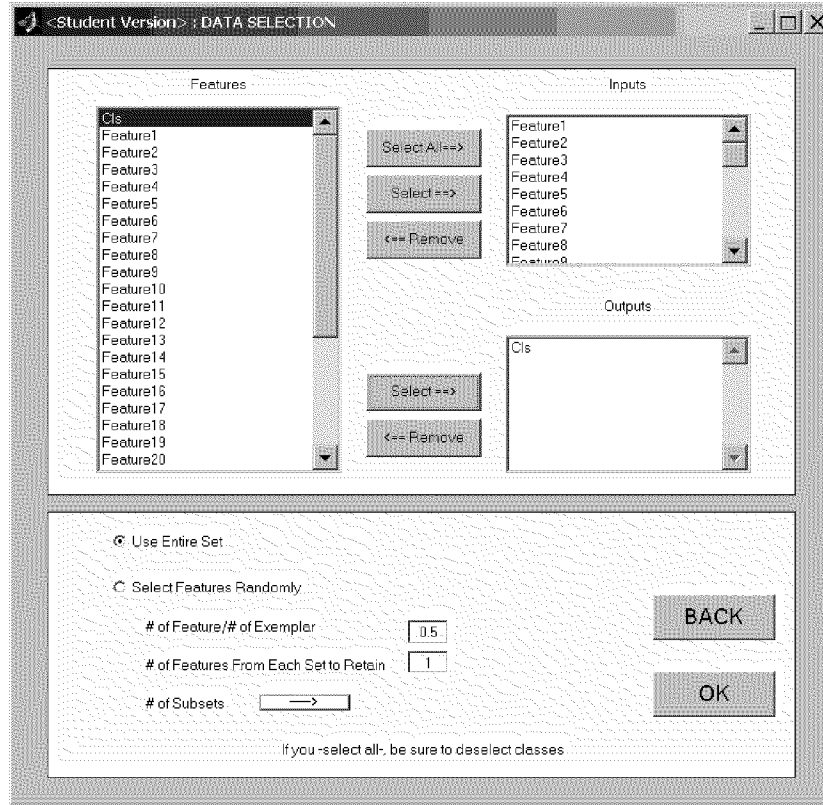 <Student Version> : DATA SELECTION
Features
Cls
Feature1
Feature2
Feature3
Feature4
Feature5
Feature6
Feature7
Feature8
Feature9
Feature10
Feature11
Feature12
Feature13
Feature14
Feature15
Feature16
Feature17
Feature18
Feature19
Feature20
Select All==>
Select ==>
<== Remove
Inputs
Feature1
Feature2
Feature3
Feature4
Feature5
Feature6
Feature7
Feature8
Feature9
Outputs
Cls
Select ==>
<== Remove
Use Entire Set
Select Features Randomly
# of Feature/# of Exemplar 0.5
# of Features From Each Set to Retain 1
# of Subsets --->
BACK
OK
If you -select all-, be sure to deselect classes